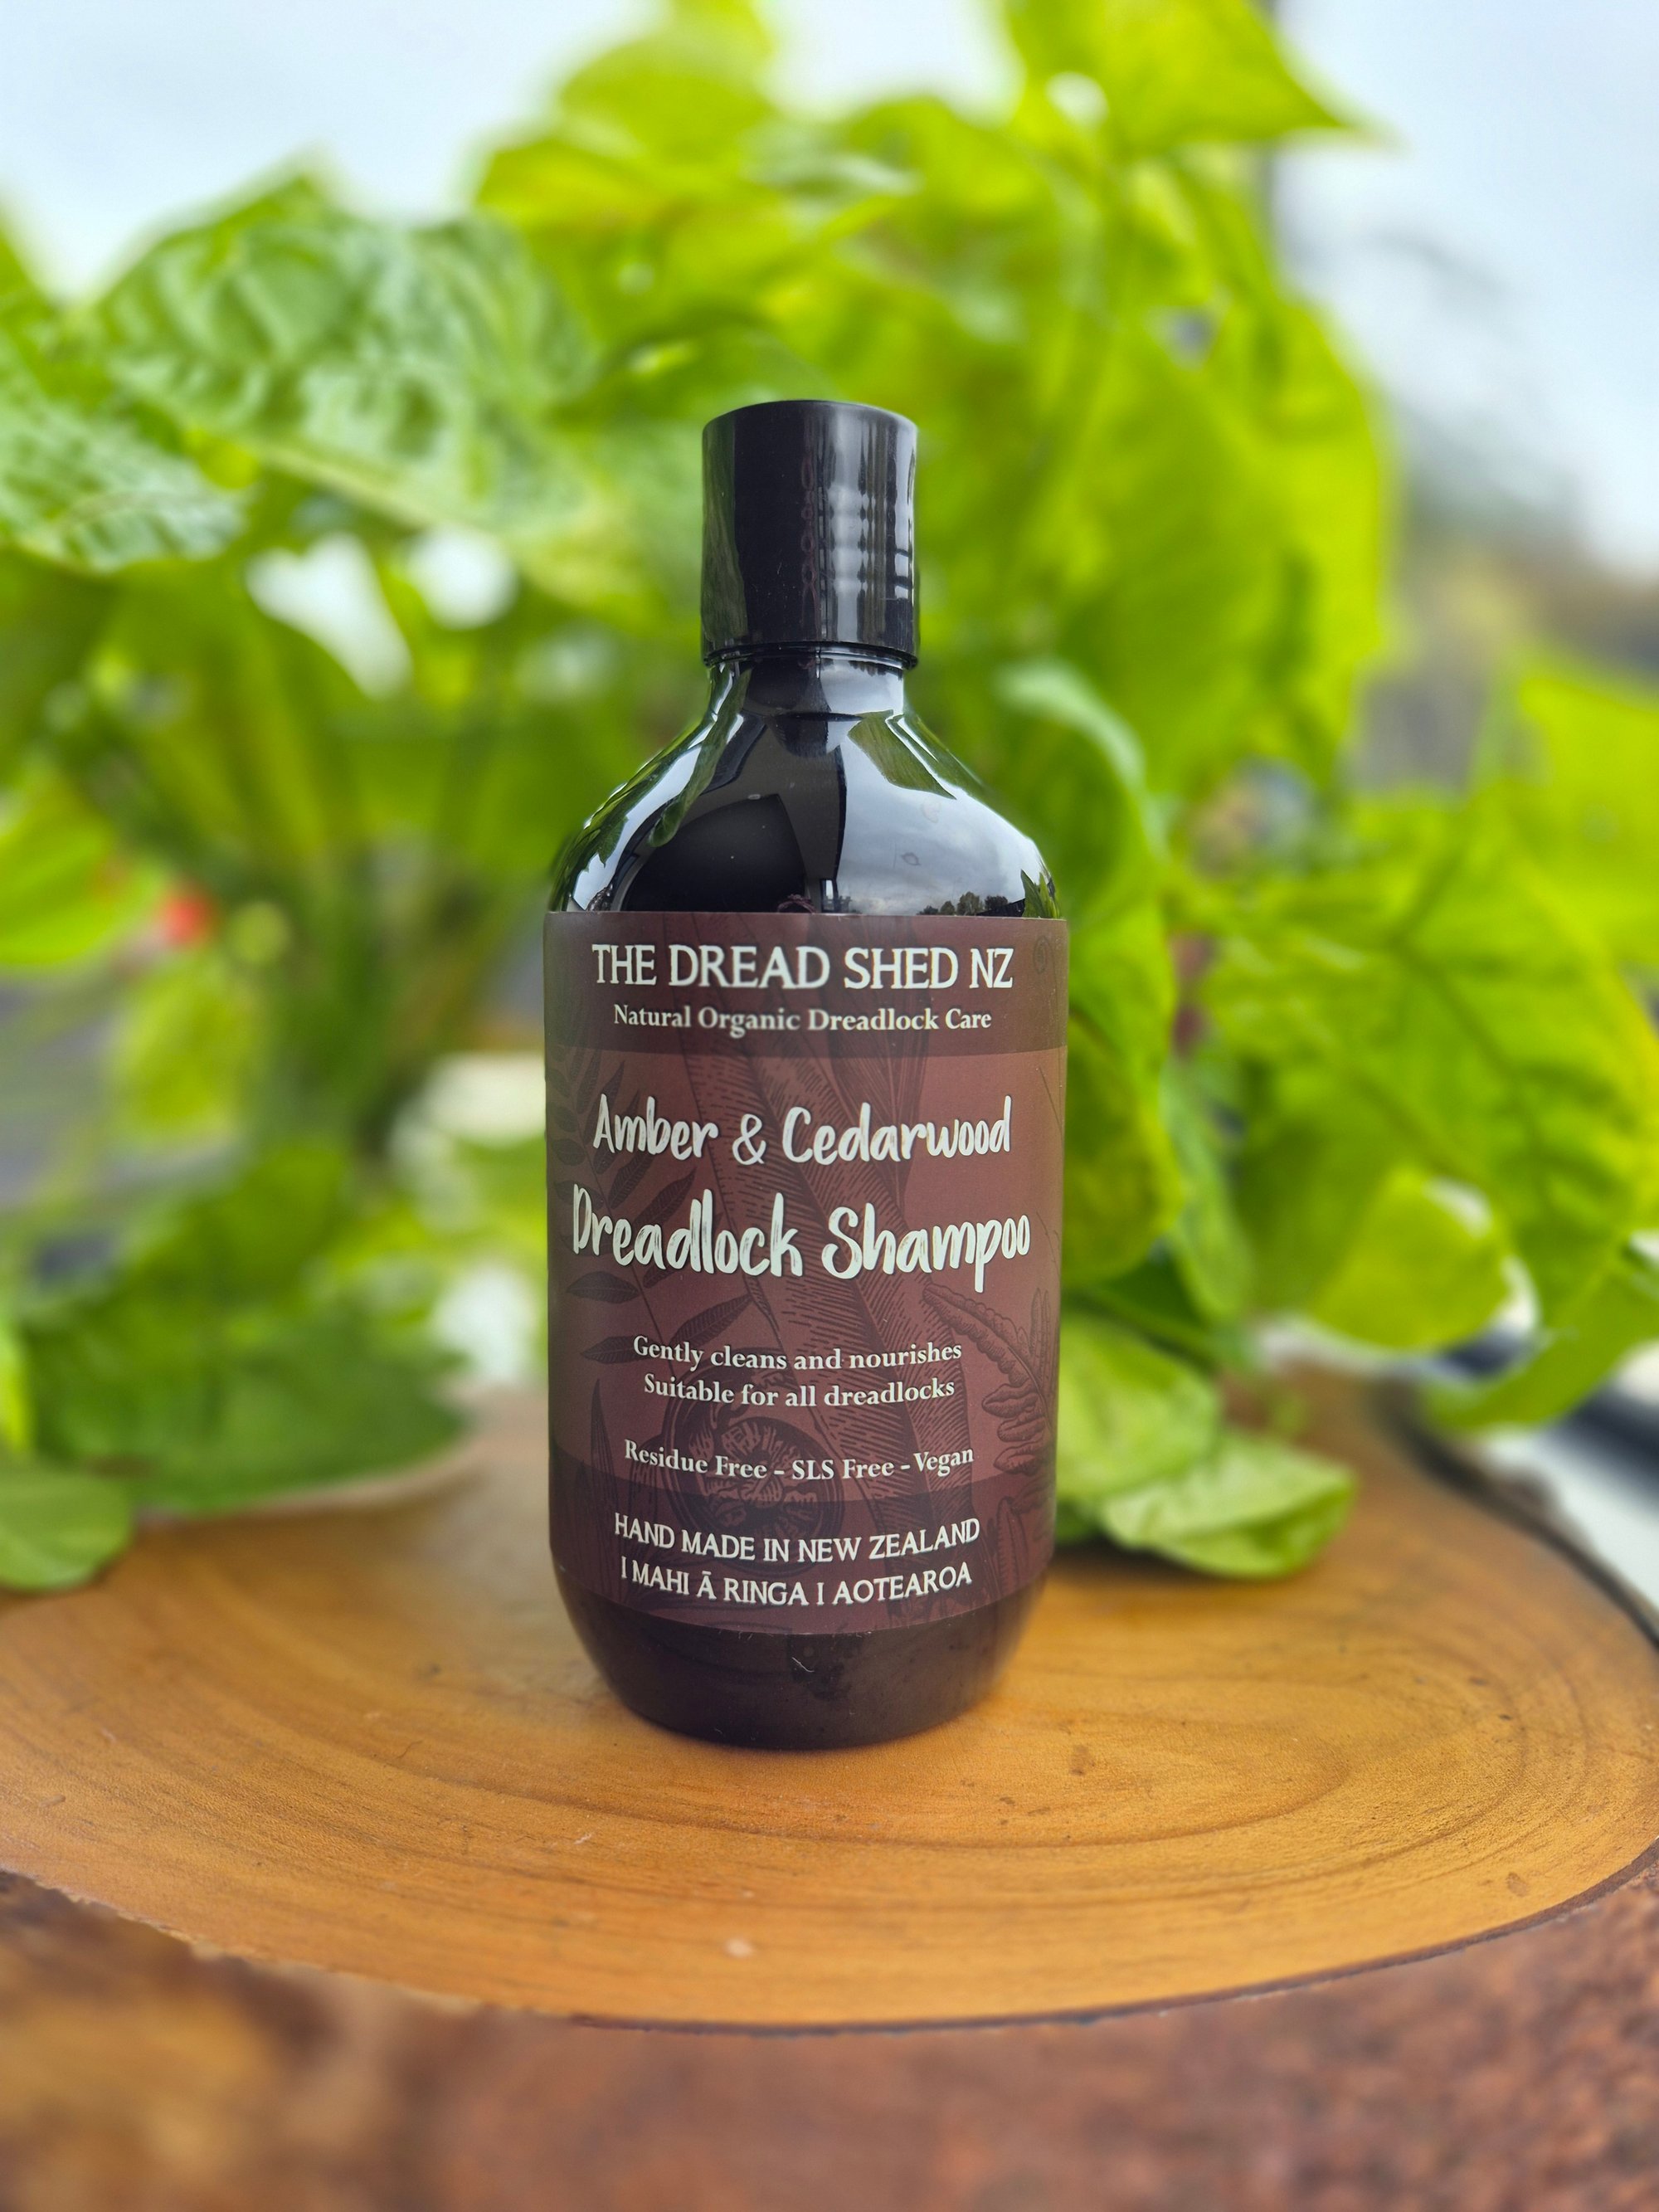 THE DREAD SHED NZ
Natural Organic Dreadlock Care
Amber & Cedarwood
Dreadlock Shampoo
Gently cleans and nourishes
Suitable for all dreadlocks
Residue Free - SLS Free - Vegan
HAND MADE IN NEW ZEALAND
I MAHI Ā RINGA I AOTEAROA